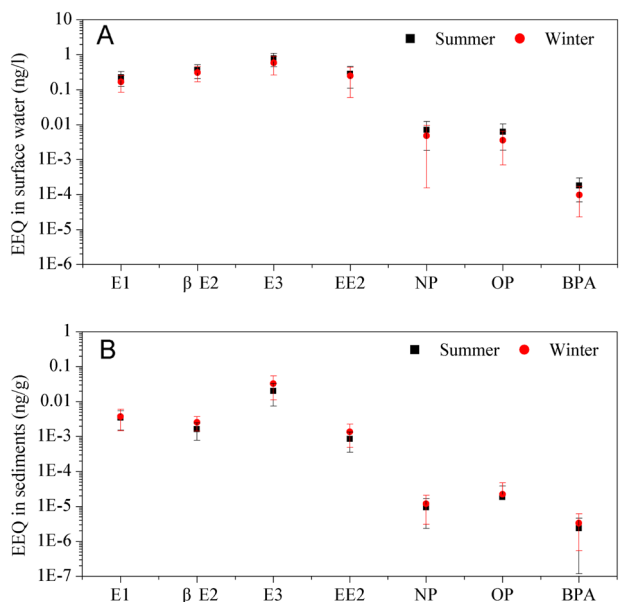 A
Summer
Winter
EEQ in surface water (ng/l)
10
1
0.1
0.01
1E-3
1E-4
1E-5
1E-6
E1
β E2
E3
EE2
NP
OP
BPA
B
Summer
Winter
EEQ in sediments (ng/g)
1
0.1
0.01
1E-3
1E-4
1E-5
1E-6
1E-7
E1
β E2
E3
EE2
NP
OP
BPA